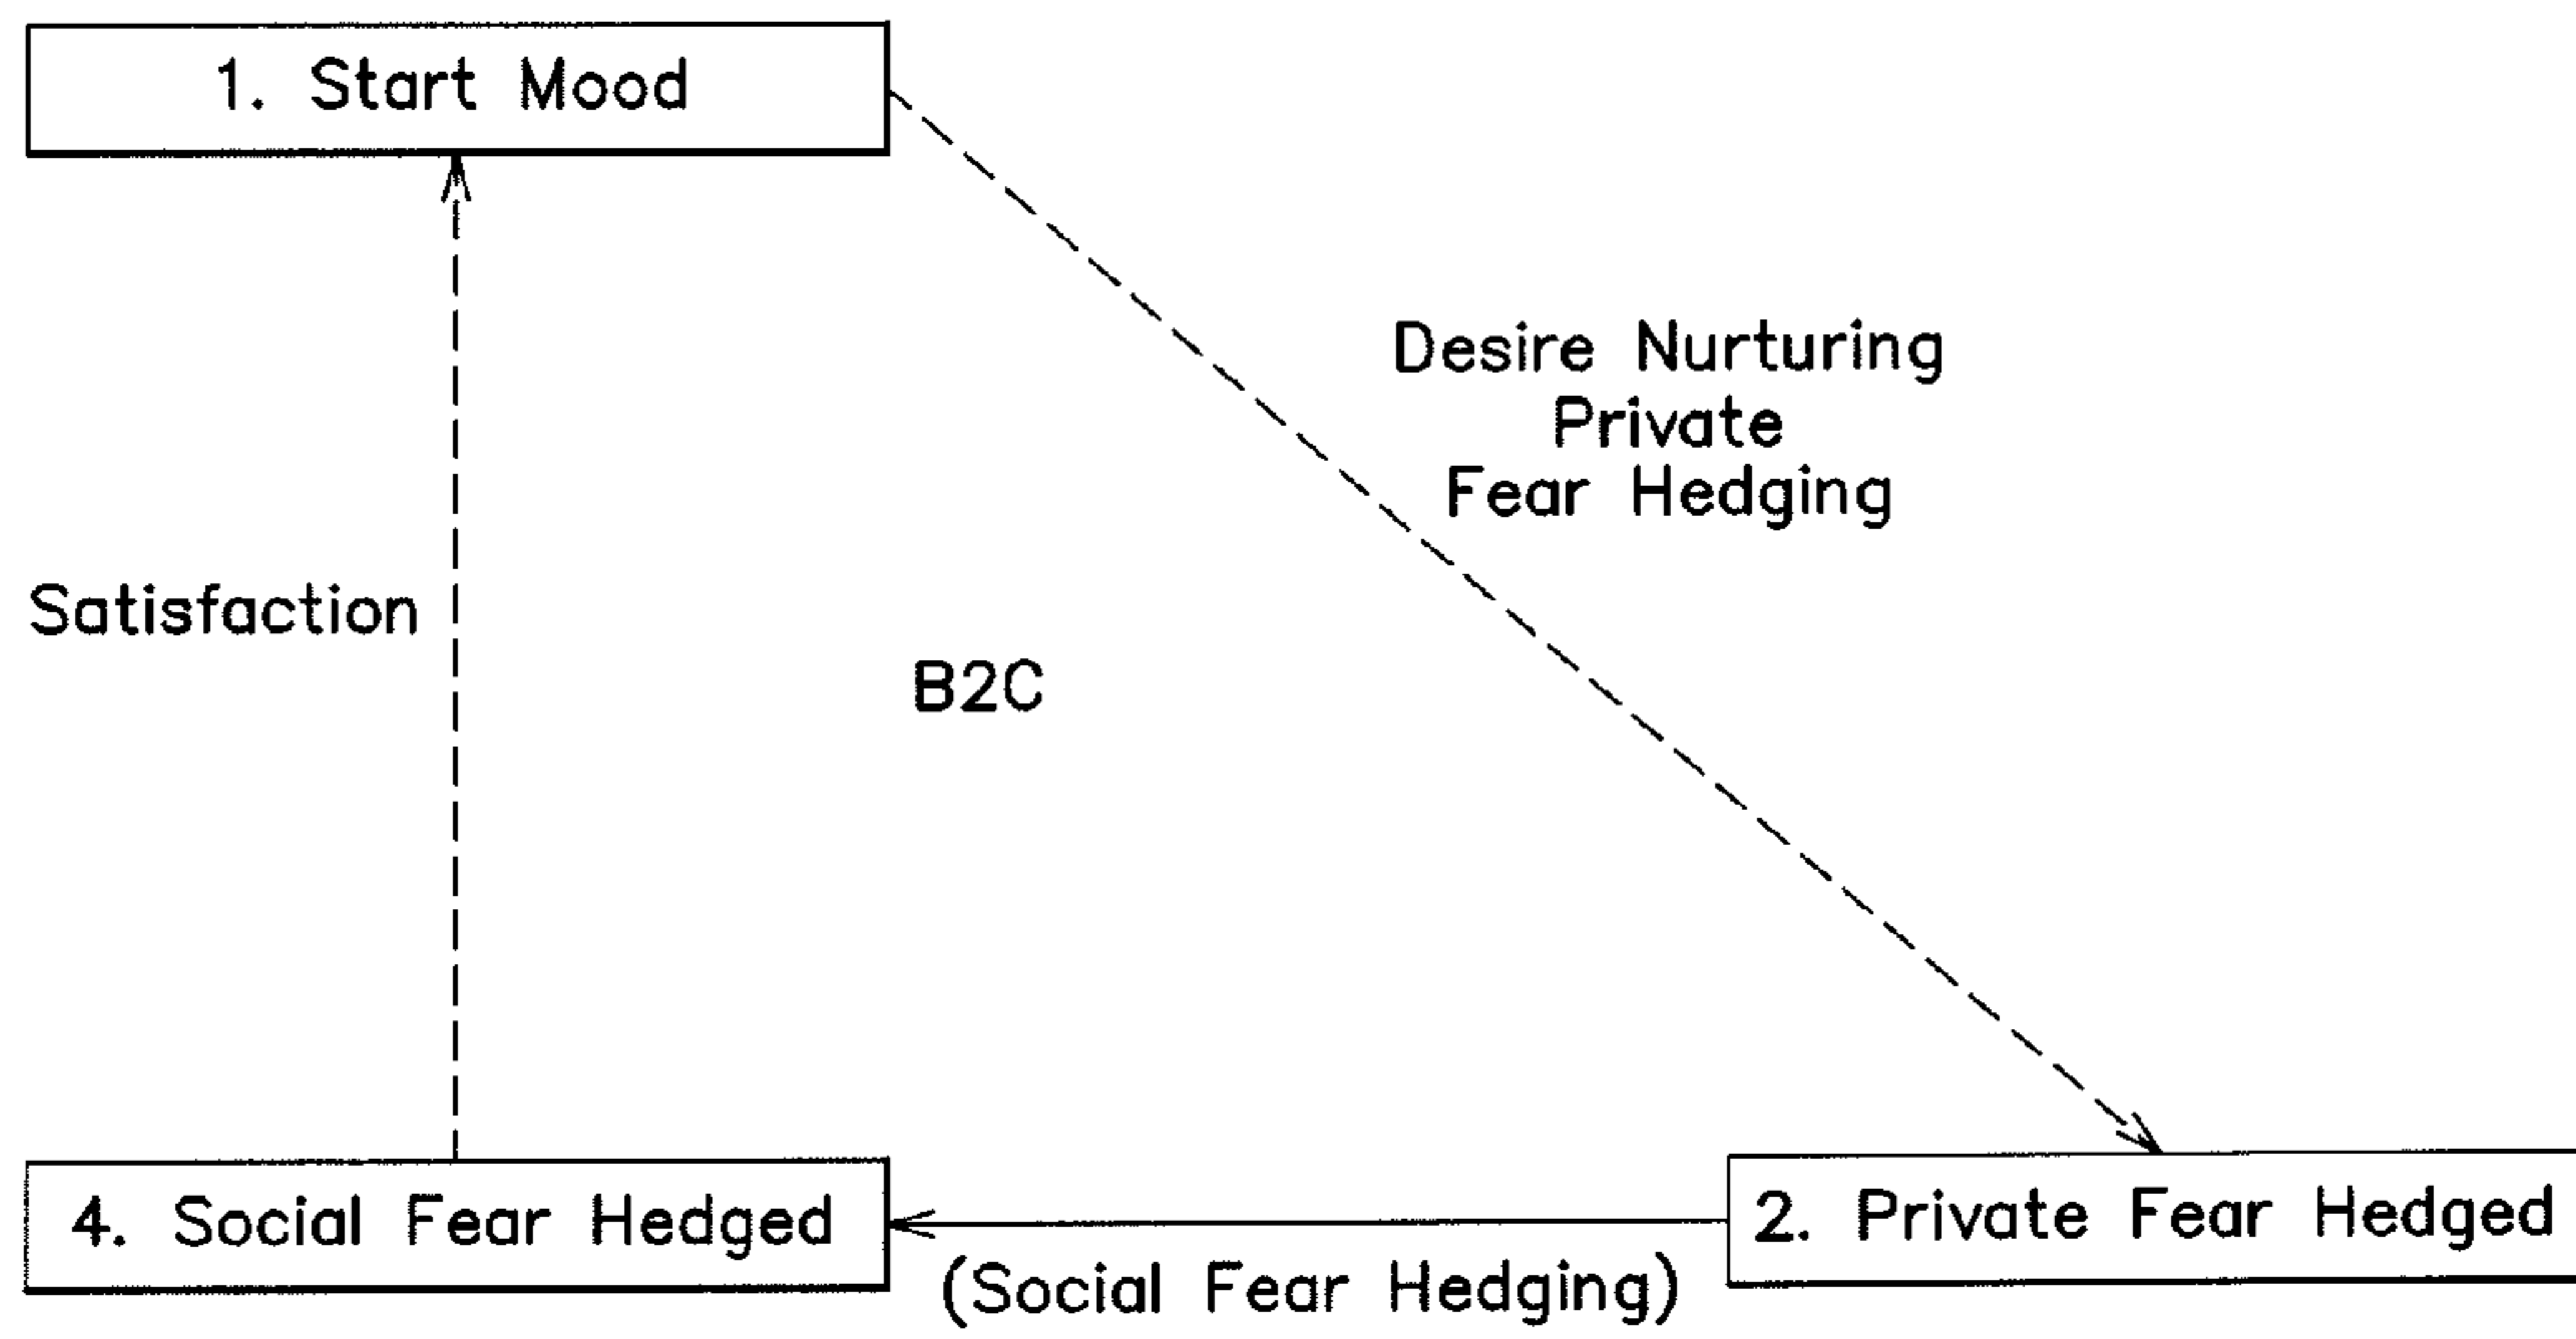 1. Start Mood
Desire Nurturing
Private
Fear Hedging
Satisfaction
B2C
4. Social Fear Hedged
2. Private Fear Hedged
(Social Fear Hedging)